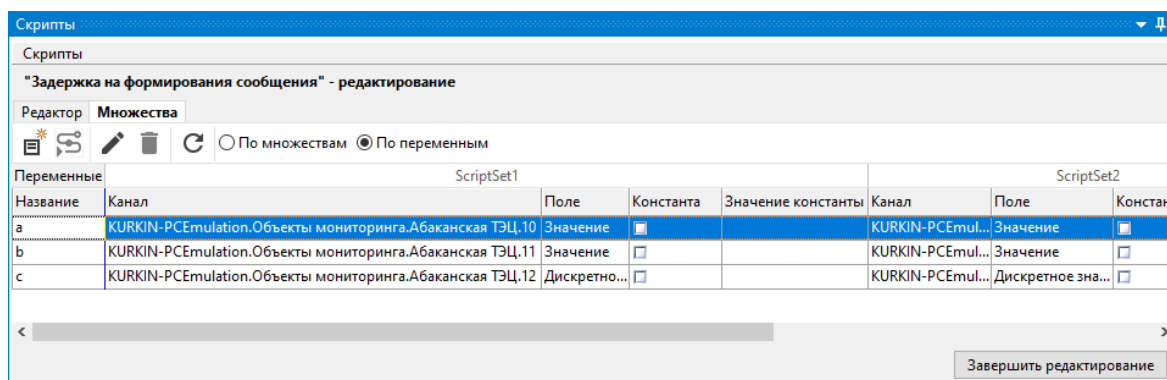 Скрипты
Скрипты
"Задержка на формирования сообщения" - редактирование
Редактор Множества
По множествам По переменным
Переменные ScriptSet1 ScriptSet2
Название Канал Поле Константа Значение константы Канал Поле Констан
a KURKIN-PCEmulation.Объекты мониторинга.Абаканская ТЭЦ.10 Значение KURKIN-PCEmul... Значение
b KURKIN-PCEmulation.Объекты мониторинга.Абаканская ТЭЦ.11 Значение KURKIN-PCEmul... Значение
c KURKIN-PCEmulation.Объекты мониторинга.Абаканская ТЭЦ.12 Дискретно... KURKIN-PCEmul... Дискретное зна...
Завершить редактирование